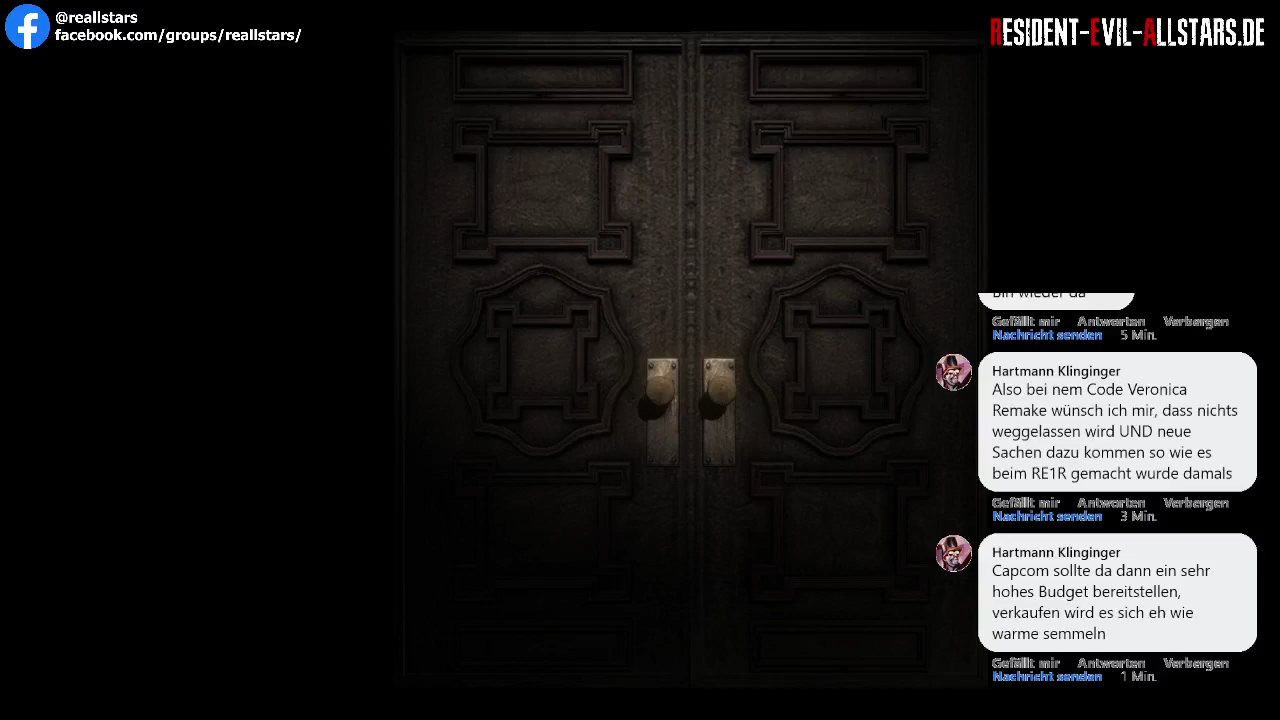 @reallstars
facebook.com/groups/reallstars/
RESIDENT-EVIL-ALLSTARS.DE
Bin wieder da
Gefällt mir Antworten Verbergen
Nachricht senden 5 Min.
Hartmann Klinginger
Also bei nem Code Veronica
Remake wünsch ich mir, dass nichts
weggelassen wird UND neue
Sachen dazu kommen so wie es
beim RE1R gemacht wurde damals
Gefällt mir Antworten Verbergen
Nachricht senden 3 Min.
Hartmann Klinginger
Capcom sollte da dann ein sehr
hohes Budget bereitstellen,
verkaufen wird es sich eh wie
warme semmeln
Gefällt mir Antworten Verbergen
Nachricht senden 1 Min.